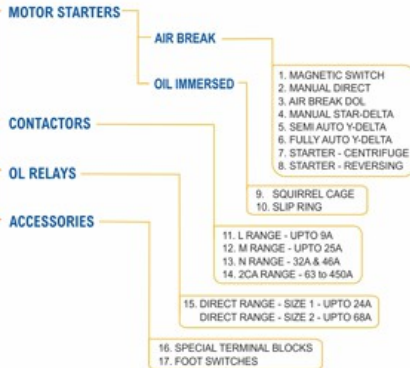 MOTOR STARTERS
AIR BREAK
1. MAGNETIC SWITCH
2. MANUAL DIRECT
3. AIR BREAK DOL
4. MANUAL STAR-DELTA
5. SEMI AUTO Y-DELTA
6. FULLY AUTO Y-DELTA
7. STARTER - CENTRIFUGE
8. STARTER - REVERSING
OIL IMMERSED
9. SQUIRREL CAGE
10. SLIP RING
CONTACTORS
11. L RANGE - UPTO 9A
12. M RANGE - UPTO 25A
13. N RANGE - 32A & 46A
14. 2CA RANGE - 63 to 450A
OL RELAYS
15. DIRECT RANGE - SIZE 1 - UPTO 24A
DIRECT RANGE - SIZE 2 - UPTO 68A
ACCESSORIES
16. SPECIAL TERMINAL BLOCKS
17. FOOT SWITCHES